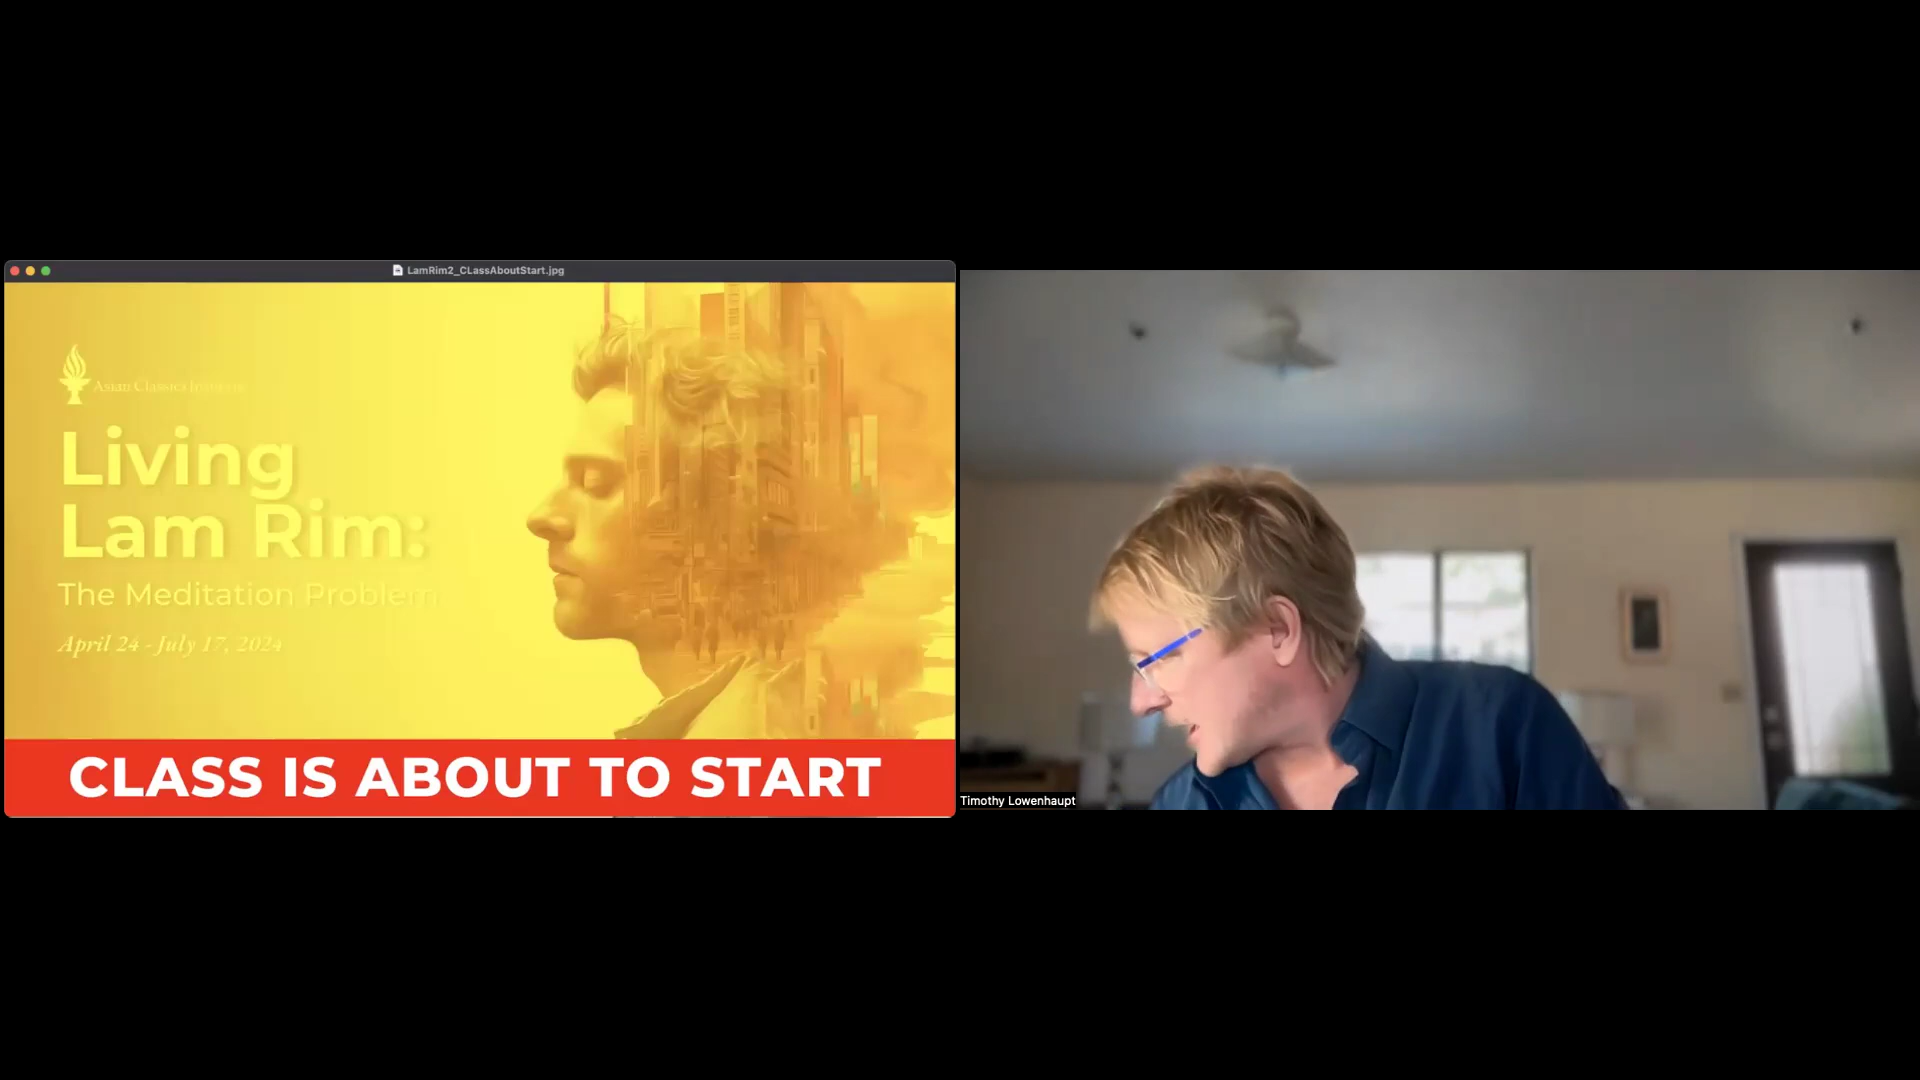 LamRim2_CLassAboutStart.jpg
Asian Classics Institute
Living
Lam Rim:
The Meditation Problem
April 24 - July 17, 2024
CLASS IS ABOUT TO START
Timothy Lowenhaupt